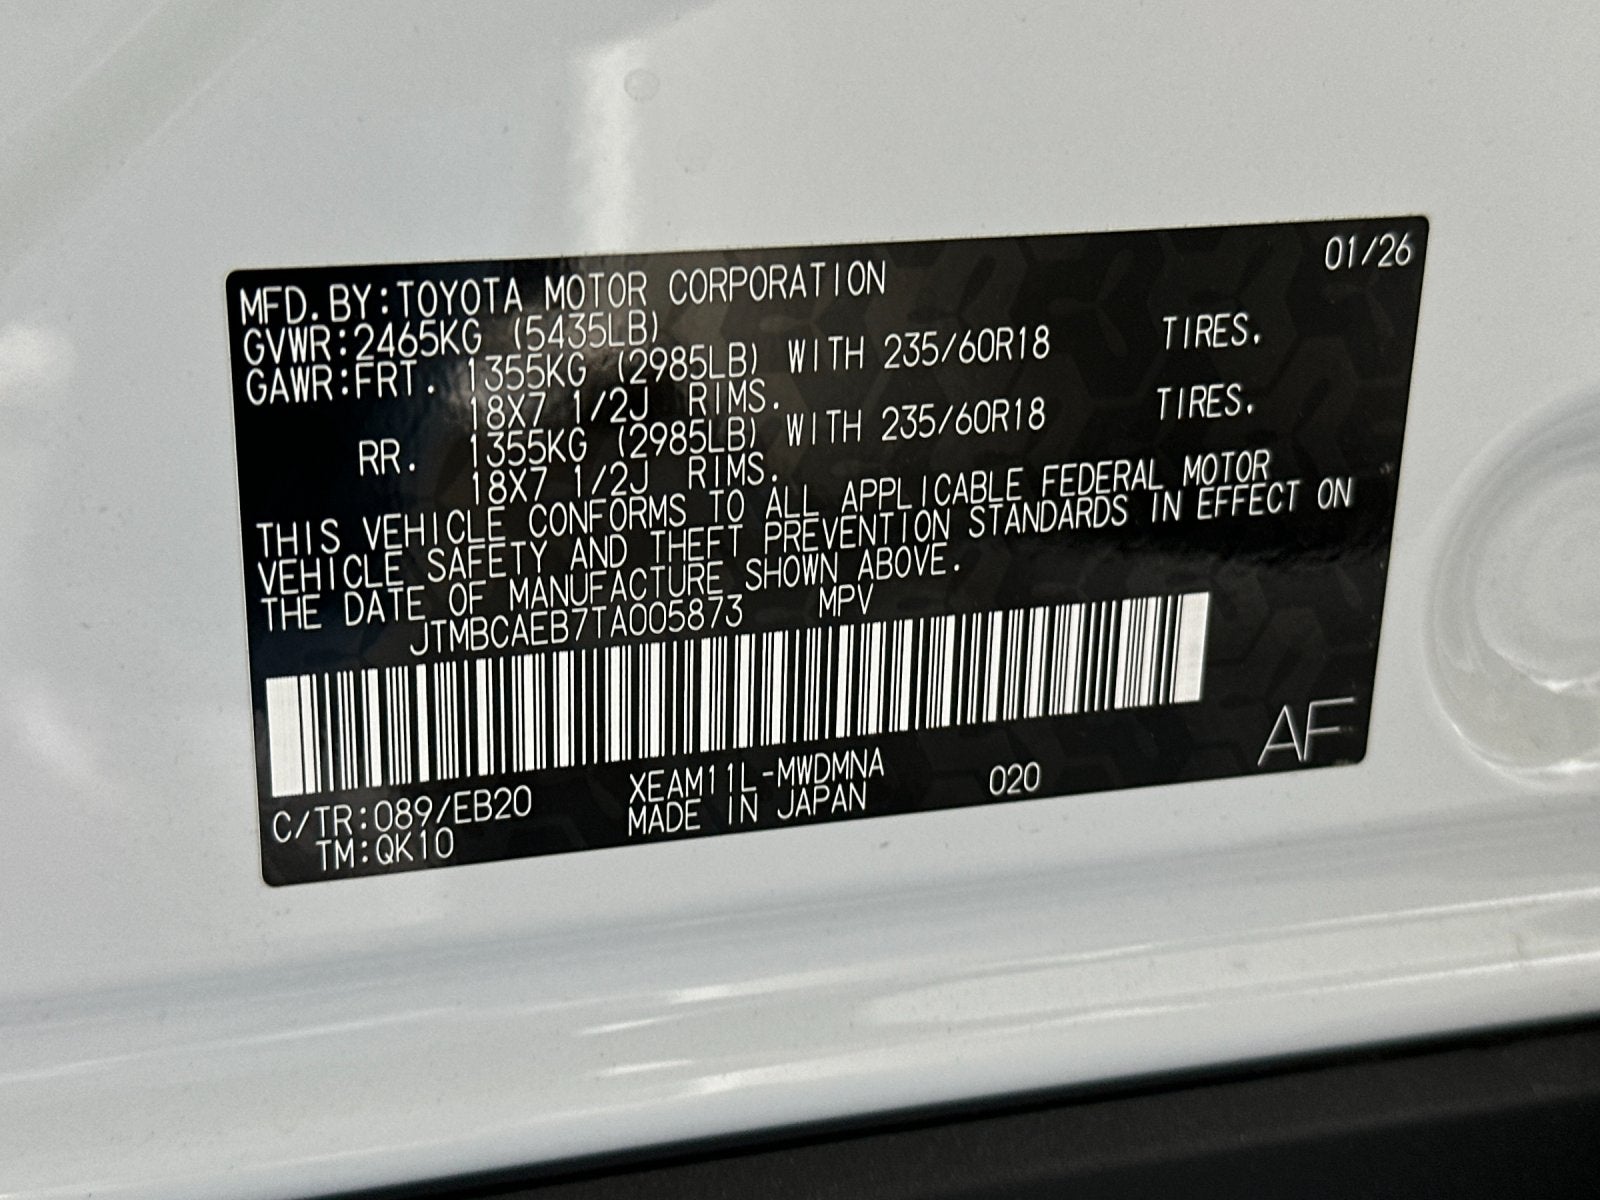 01/26
MFD.BY:TOYOTA MOTOR CORPORATION
GVWR:2465KG (5435LB)
GAWR:FRT. 1355KG (2985LB) WITH 235/60R18 TIRES.
18X7 1/2J RIMS.
RR. 1355KG (2985LB) WITH 235/60R18 TIRES.
18X7 1/2J RIMS.
THIS VEHICLE CONFORMS TO ALL APPLICABLE FEDERAL MOTOR
VEHICLE SAFETY AND THEFT PREVENTION STANDARDS IN EFFECT ON
THE DATE OF MANUFACTURE SHOWN ABOVE.
JTMBCAEB7TA005873 MPV
C/TR:089/EB20 XEAM11L-MWDMNA 020 AF
TM:QK10 MADE IN JAPAN